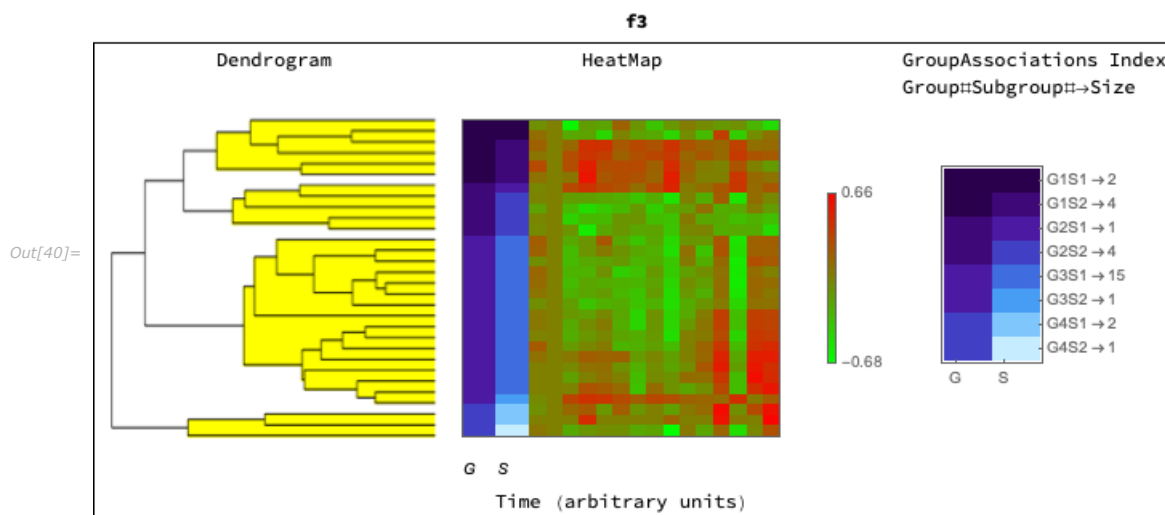 f3
Dendrogram
HeatMap
GroupAssociations Index
Group⌗Subgroup⌗→Size
Out[40]=
0.66
-0.68
G1S1→2
G1S2→4
G2S1→1
G2S2→4
G3S1→15
G3S2→1
G4S1→2
G4S2→1
G S
G S
Time (arbitrary units)